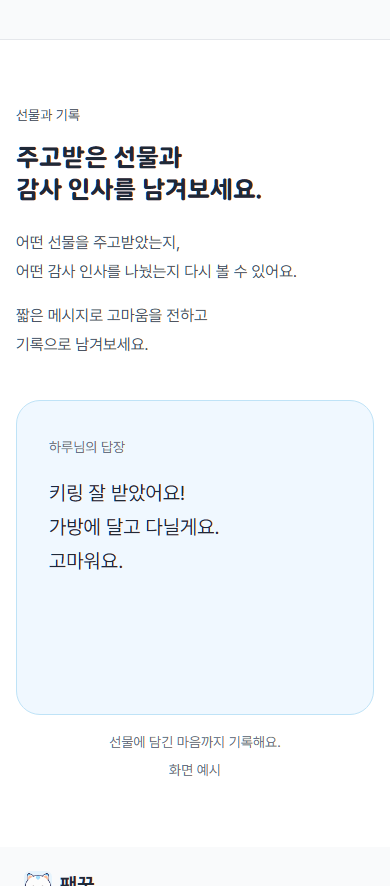 선물과 기록
주고받은 선물과
감사 인사를 남겨보세요.
어떤 선물을 주고받았는지,
어떤 감사 인사를 나눴는지 다시 볼 수 있어요.
짧은 메시지로 고마움을 전하고
기록으로 남겨보세요.
하루님의 답장
키링 잘 받았어요!
가방에 달고 다닐게요.
고마워요.
선물에 담긴 마음까지 기록해요.
화면 예시